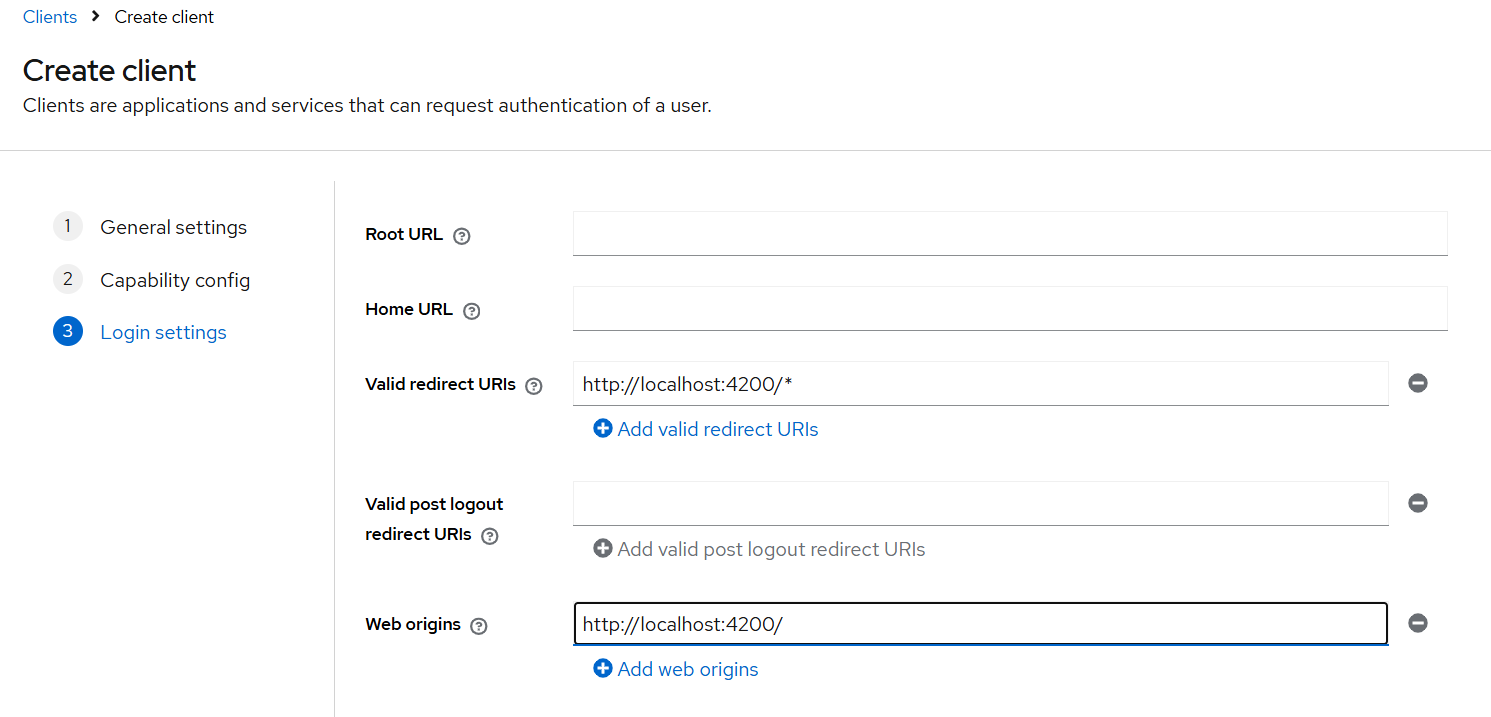 Clients > Create client
Create client
Clients are applications and services that can request authentication of a user.
1 General settings
2 Capability config
3 Login settings
Root URL ?
Home URL ?
Valid redirect URIs ? http://localhost:4200/*
Add valid redirect URIs
Valid post logout
redirect URIs ?
Add valid post logout redirect URIs
Web origins ? http://localhost:4200/
Add web origins